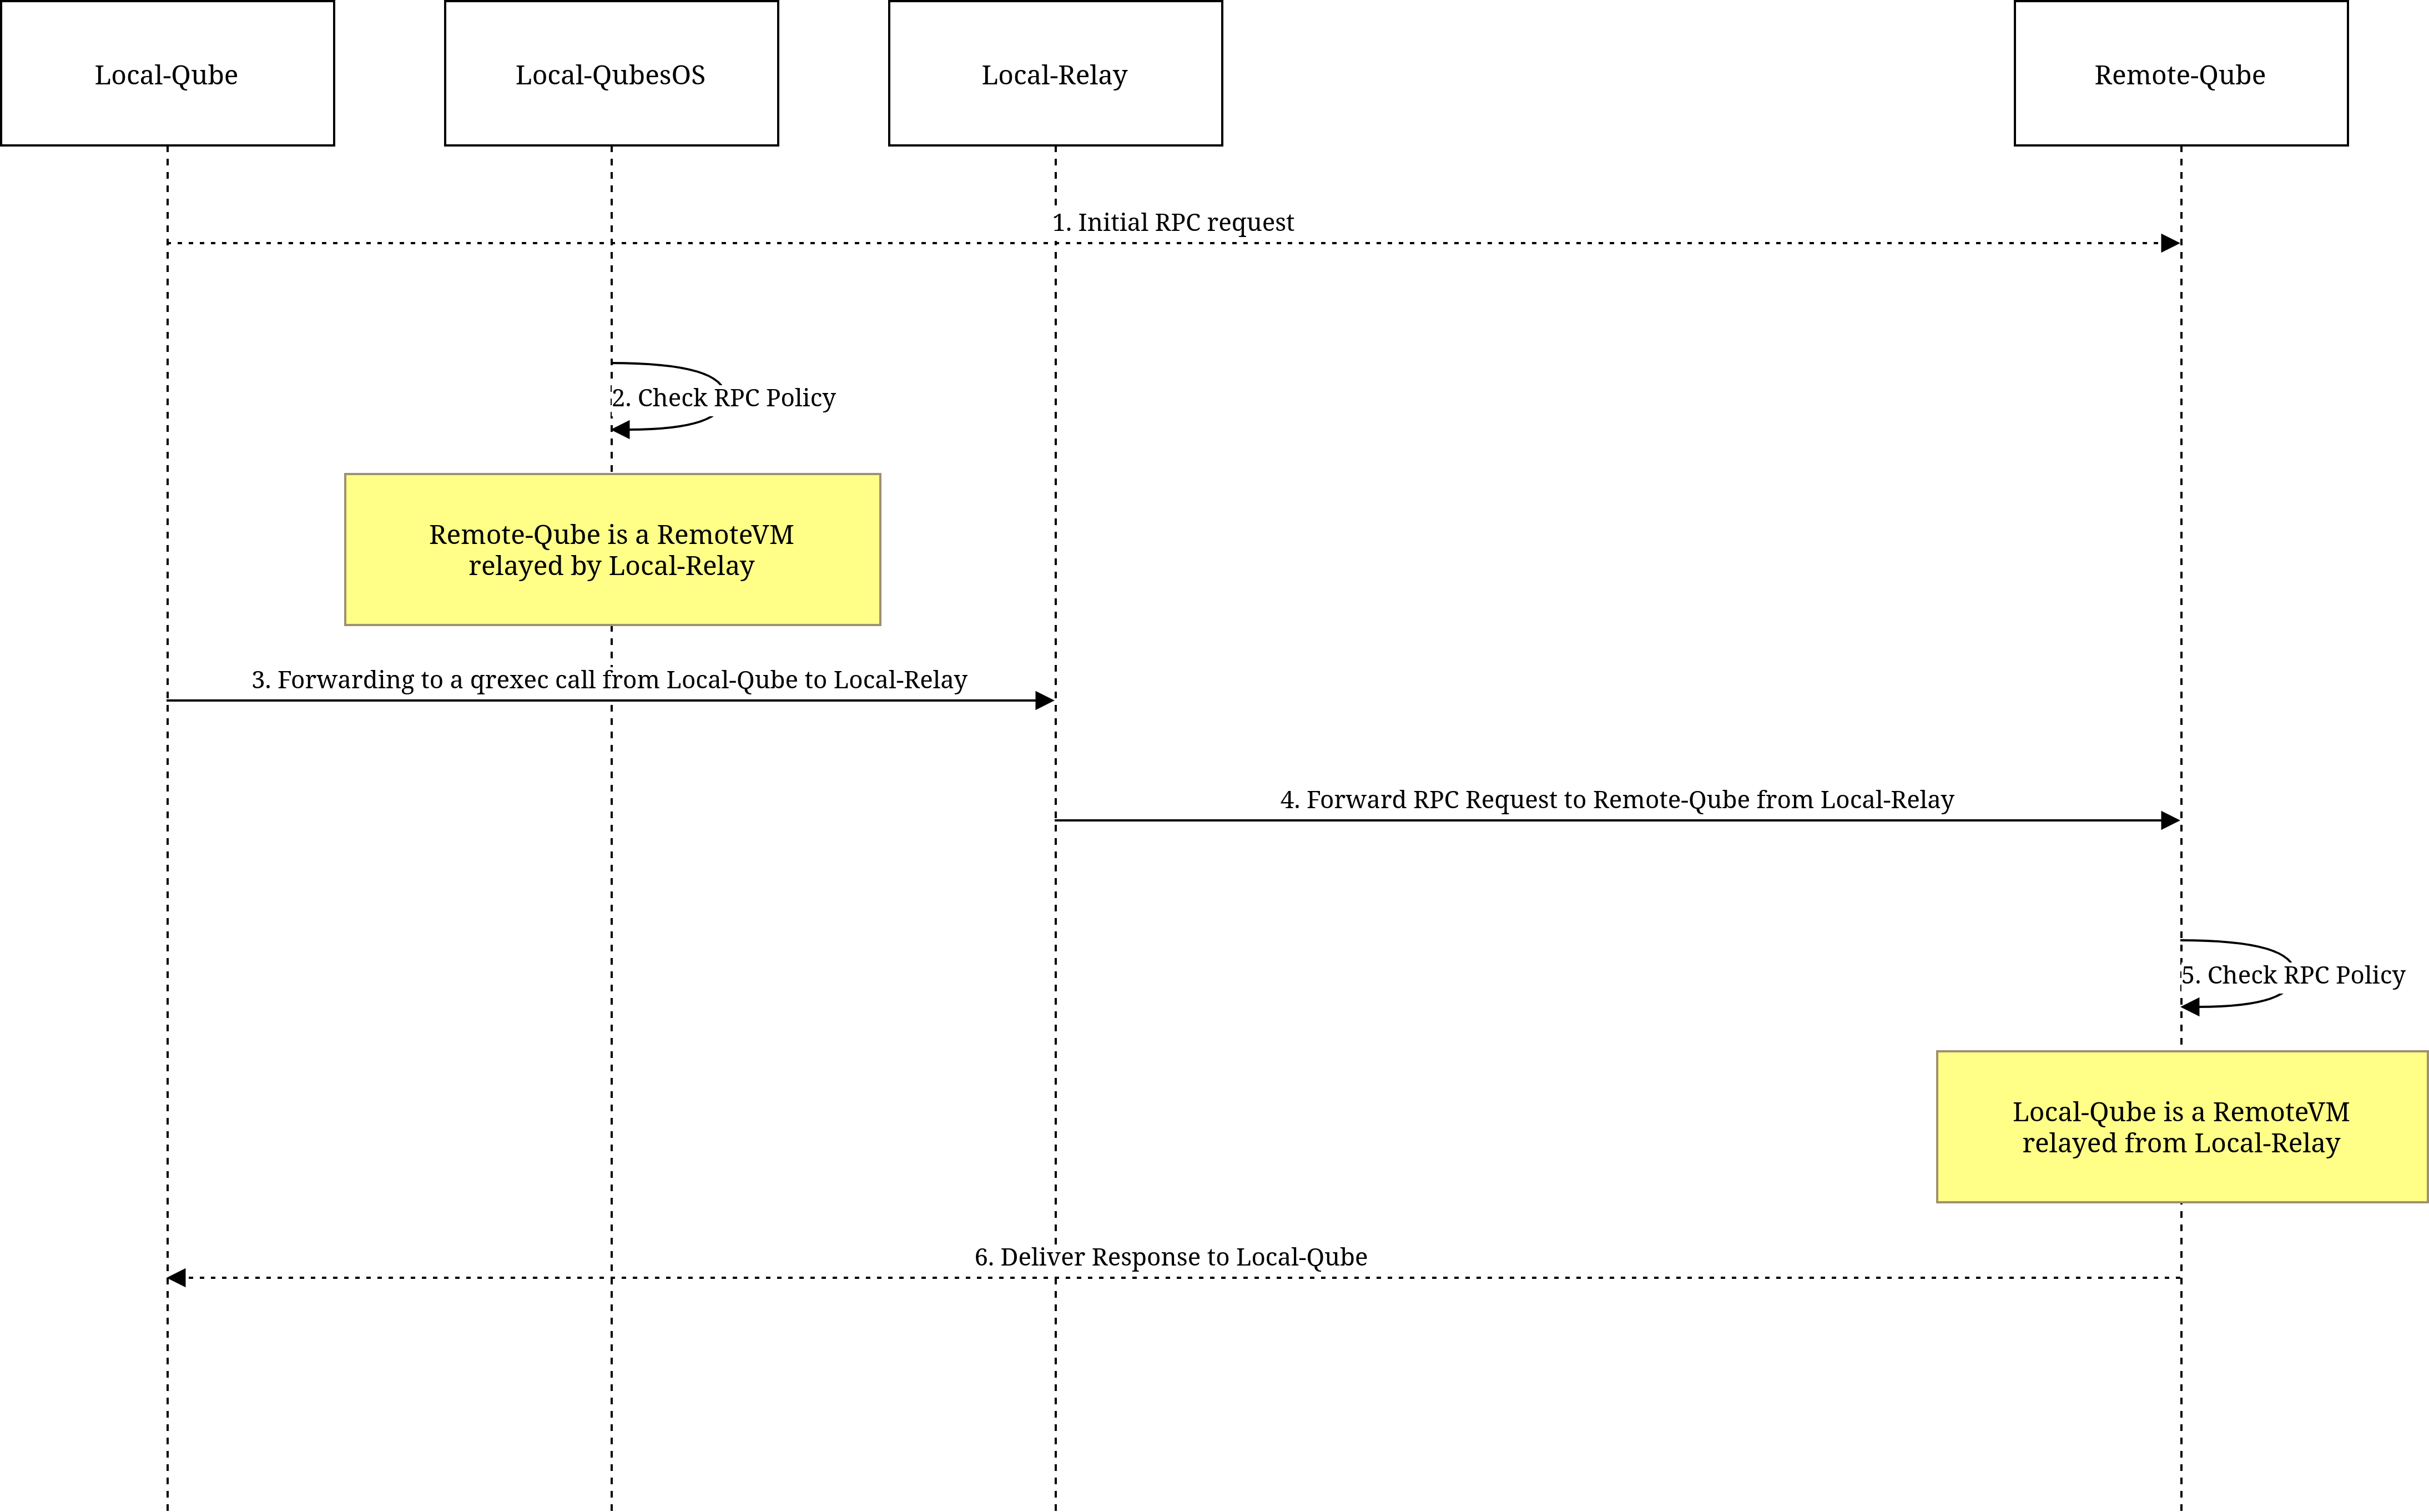 Local-Qube
Local-QubesOS
Local-Relay
Remote-Qube
1. Initial RPC request
2. Check RPC Policy
Remote-Qube is a RemoteVM
relayed by Local-Relay
3. Forwarding to a qrexec call from Local-Qube to Local-Relay
4. Forward RPC Request to Remote-Qube from Local-Relay
5. Check RPC Policy
Local-Qube is a RemoteVM
relayed from Local-Relay
6. Deliver Response to Local-Qube